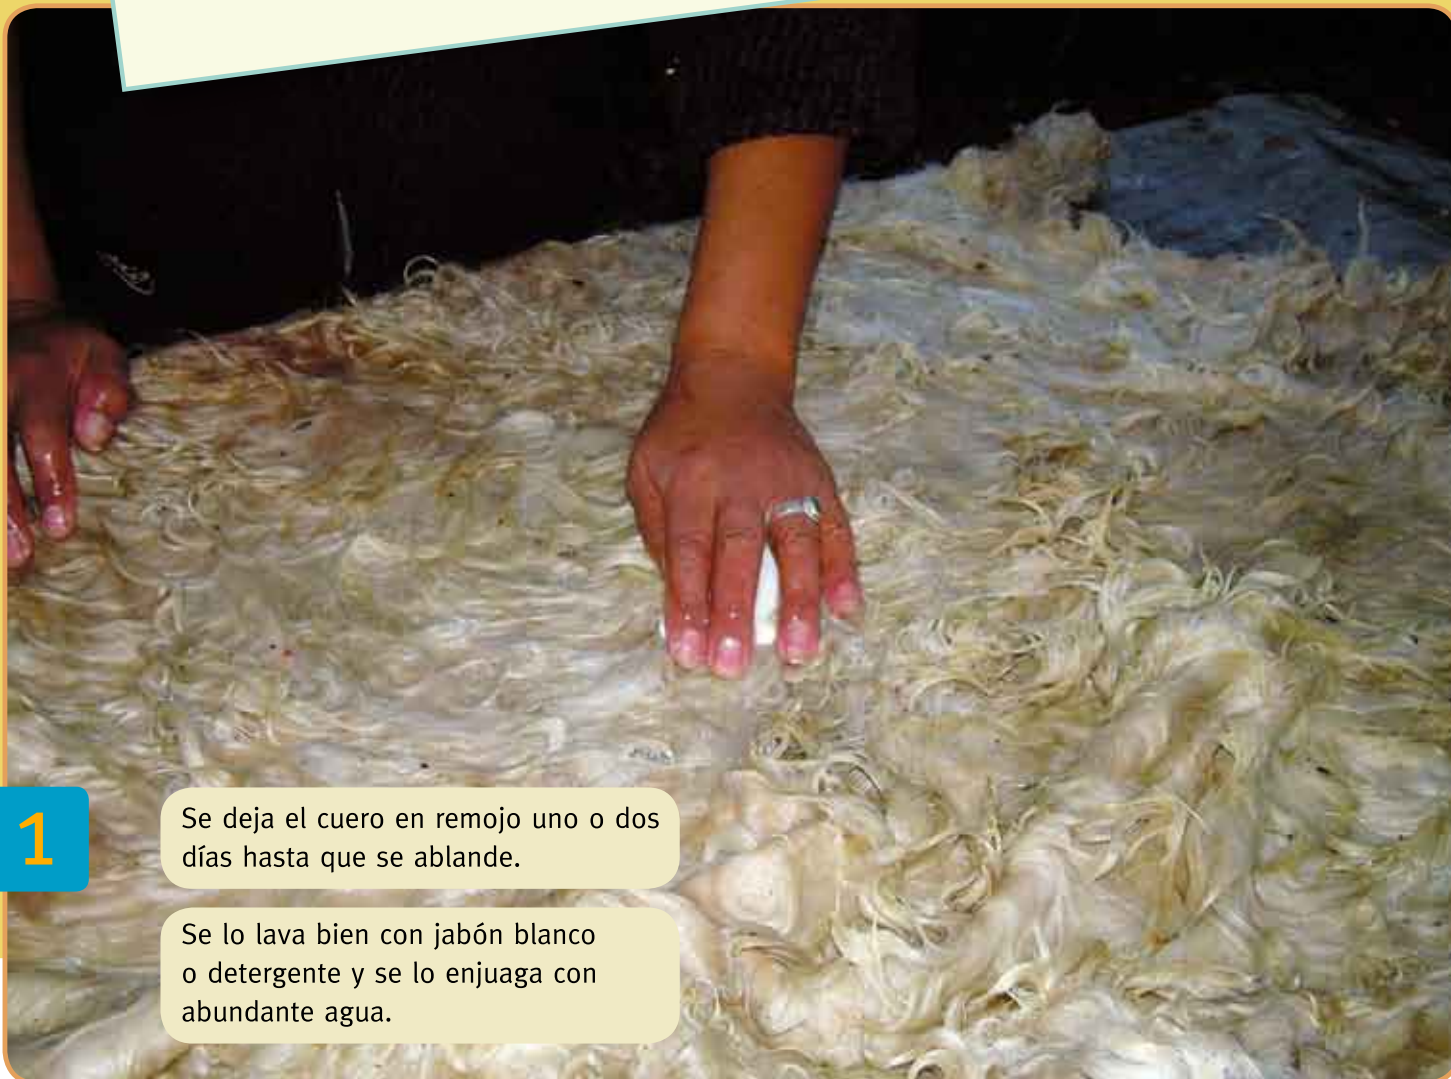 1
Se deja el cuero en remojo uno o dos
días hasta que se ablande.
Se lo lava bien con jabón blanco
o detergente y se lo enjuaga con
abundante agua.